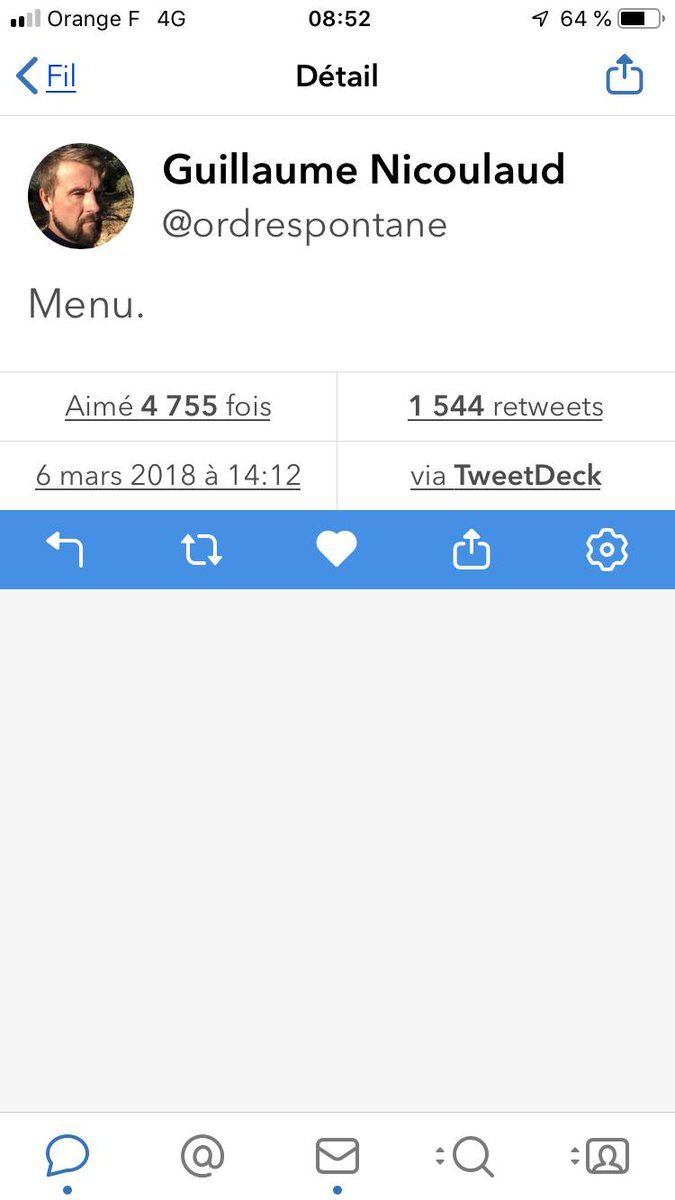 Orange F 4G 08:52 64 %
Fil Détail
Guillaume Nicoulaud
@ordrespontane
Menu.
Aimé 4 755 fois 1 544 retweets
6 mars 2018 à 14:12 via TweetDeck